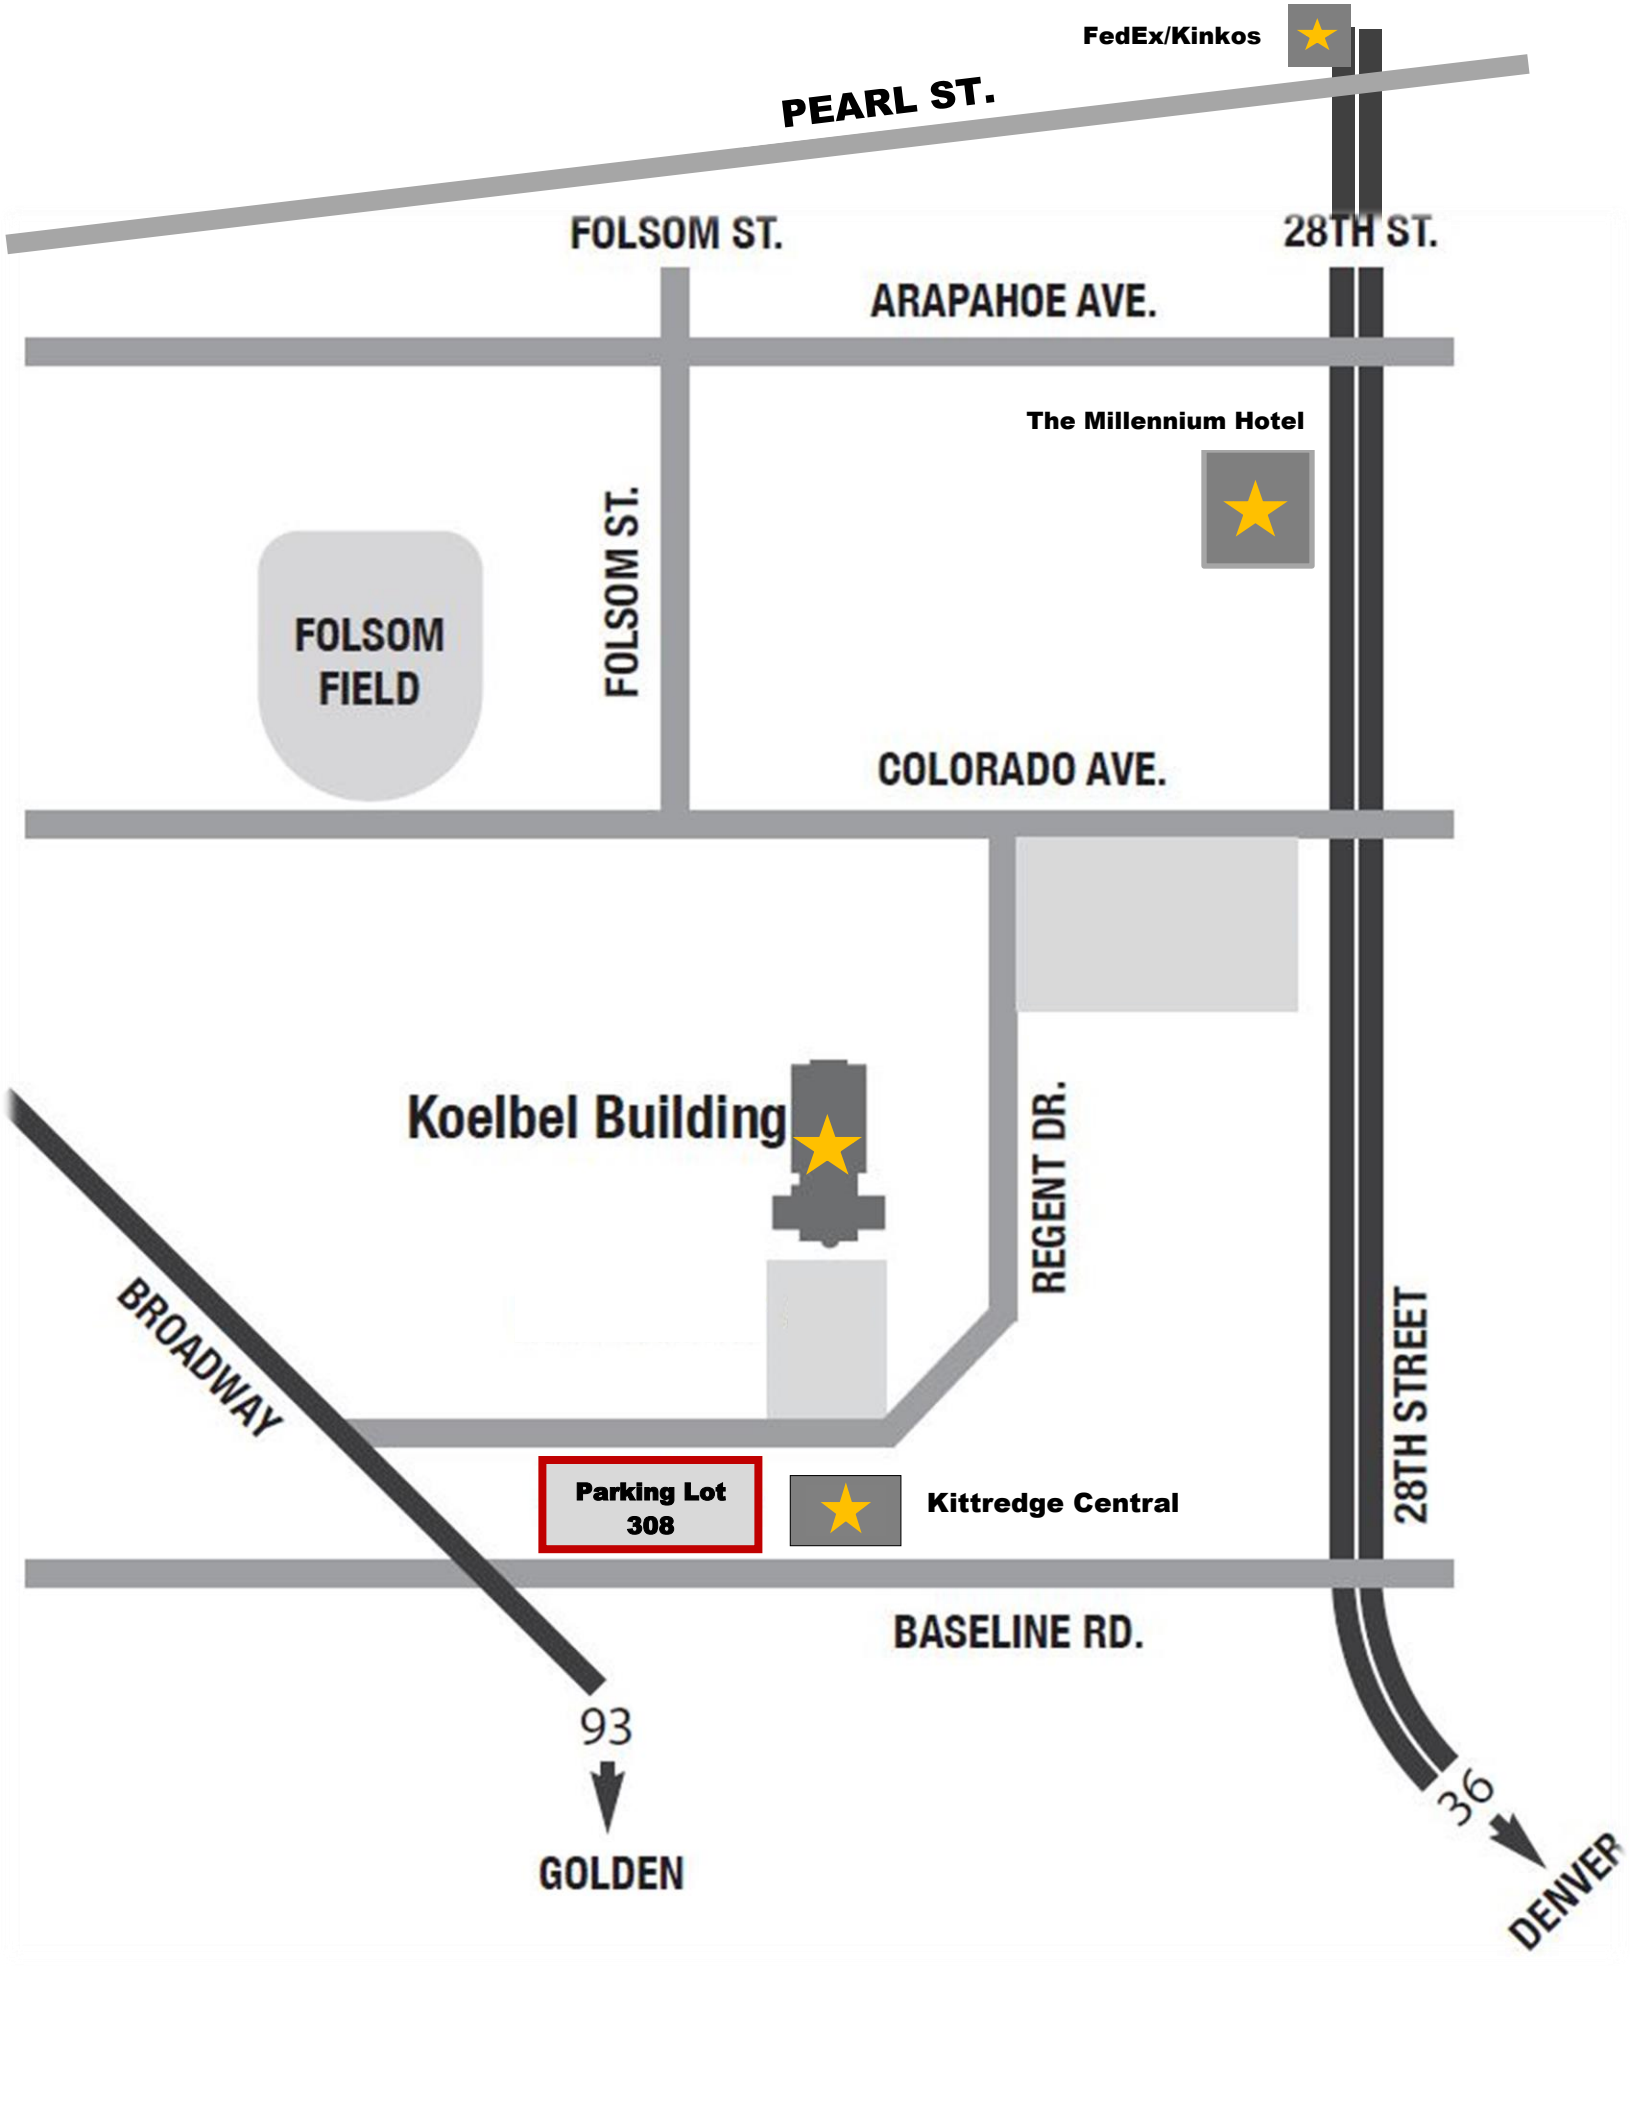 FedEx/Kinkos
PEARL ST.
FOLSOM ST.
28TH ST.
ARAPAHOE AVE.
The Millennium Hotel
FOLSOM ST.
FOLSOM
FIELD
COLORADO AVE.
Koelbel Building
REGENT DR.
BROADWAY
28TH STREET
Parking Lot
308
Kittredge Central
BASELINE RD.
93
GOLDEN
36
DENVER